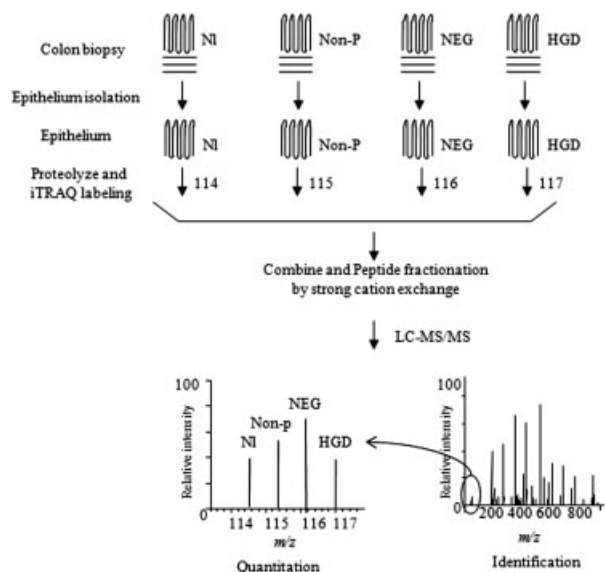 Colon biopsy Nl Non-P NEG HGD
Epithelium isolation
Epithelium Nl Non-P NEG HGD
Proteolyze and
iTRAQ labeling 114 115 116 117
Combine and Peptide fractionation
by strong cation exchange
LC-MS/MS
100
Relative intensity
0
Nl
Non-p
NEG
HGD
114 115 116 117
m/z
Quantitation
100
Relative intensity
0
200 400 600 800
m/z
Identification